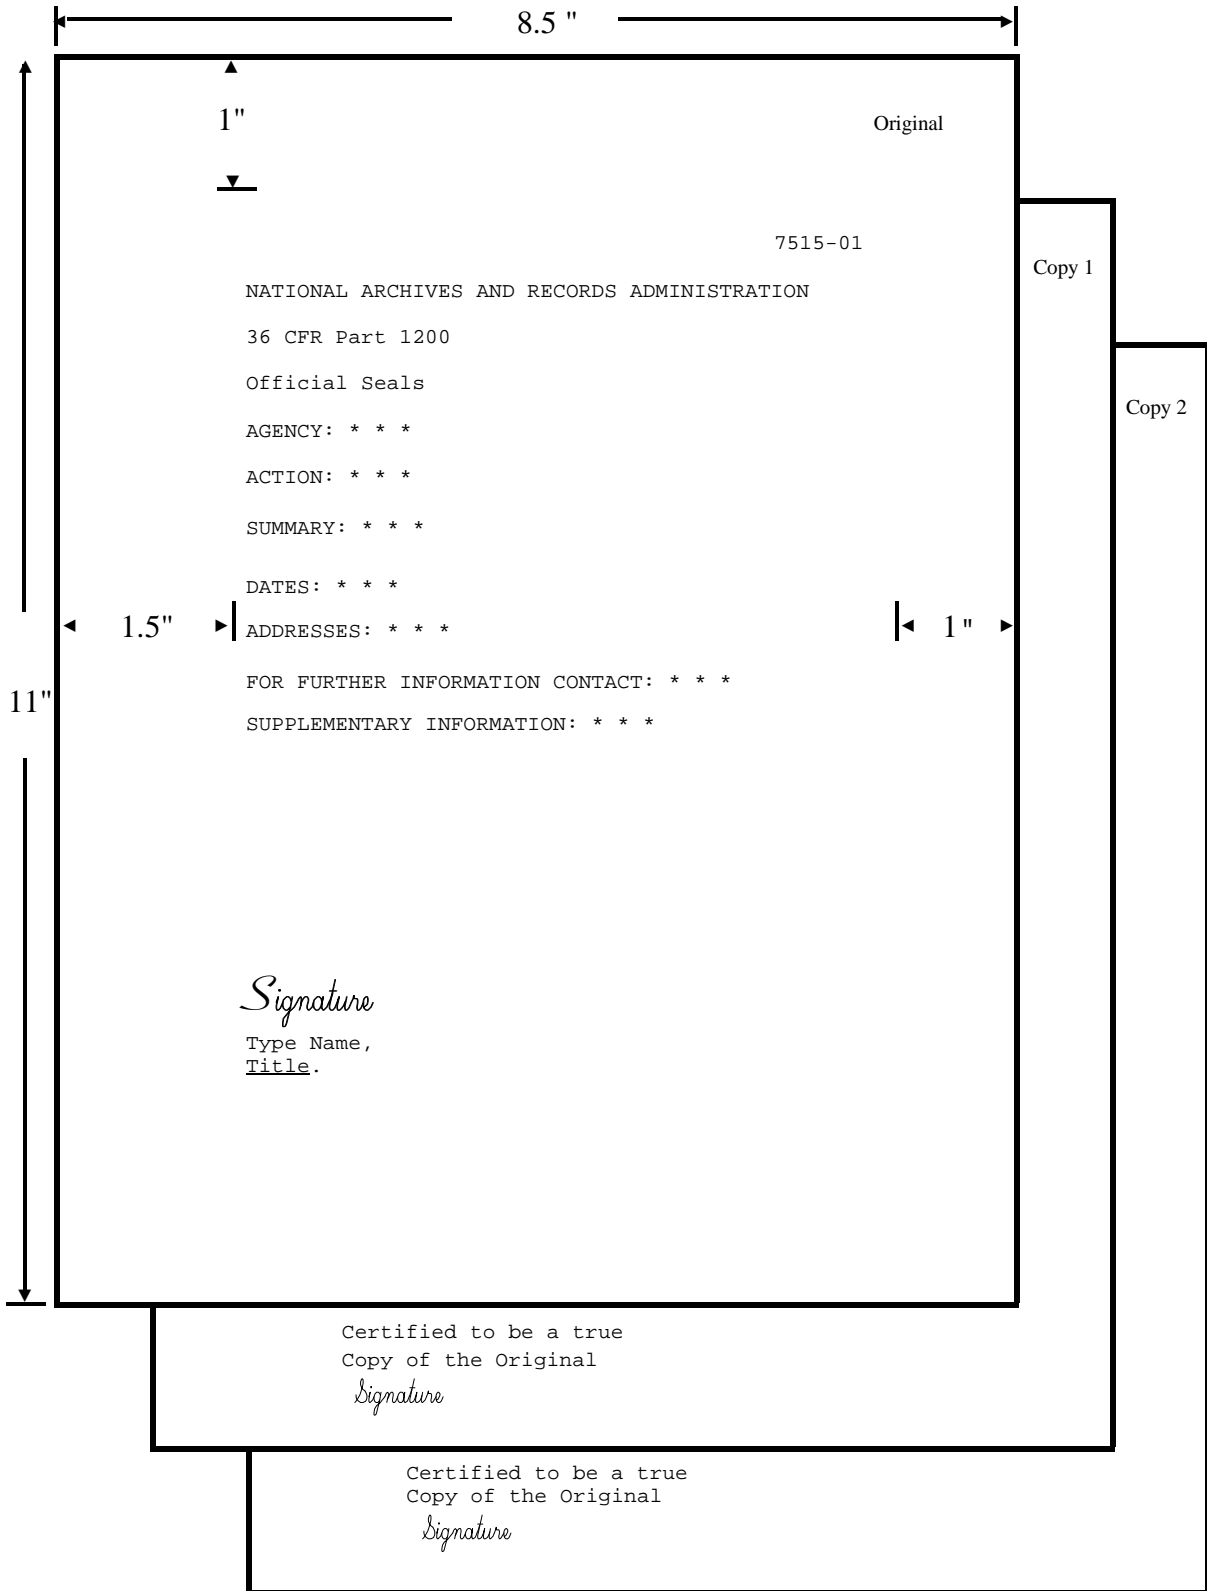 8.5 "
1"
Original
7515-01
Copy 1
NATIONAL ARCHIVES AND RECORDS ADMINISTRATION
36 CFR Part 1200
Official Seals
Copy 2
AGENCY: * * *
ACTION: * * *
SUMMARY: * * *
DATES: * * *
1.5"
ADDRESSES: * * *
1"
FOR FURTHER INFORMATION CONTACT: * * *
11"
SUPPLEMENTARY INFORMATION: * * *
Signature
Type Name,
Title.
Certified to be a true
Copy of the Original
Signature
Certified to be a true
Copy of the Original
Signature